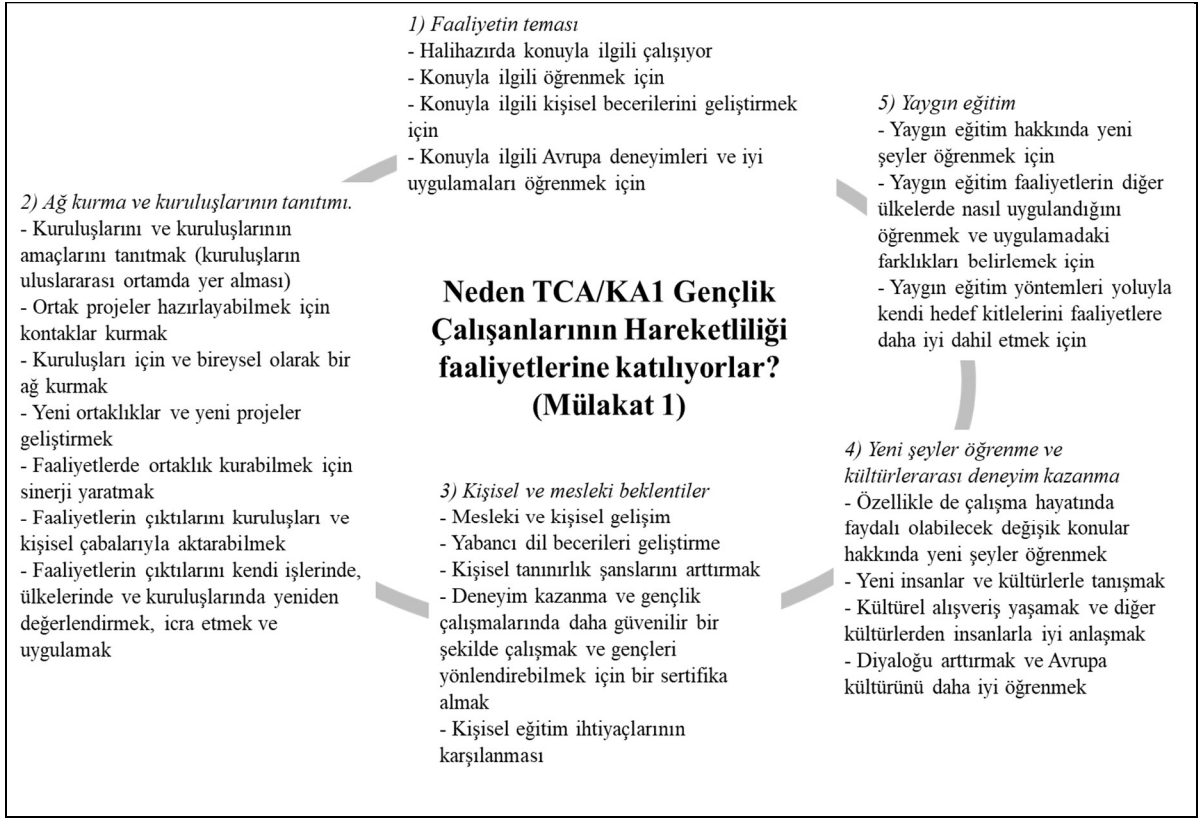 1) Faaliyetin teması
- Halihazırda konuyla ilgili çalışıyor
- Konuyla ilgili öğrenmek için
- Konuyla ilgili kişisel becerilerini geliştirmek
için
- Konuyla ilgili Avrupa deneyimleri ve iyi
uygulamaları öğrenmek için
2) Ağ kurma ve kuruluşlarının tanıtımı.
- Kuruluşlarını ve kuruluşlarının
amaçlarını tanıtmak (kuruluşların
uluslararası ortamda yer alması)
- Ortak projeler hazırlayabilmek için
kontaklar kurmak
- Kuruluşları için ve bireysel olarak bir
ağ kurmak
- Yeni ortaklıklar ve yeni projeler
geliştirmek
- Faaliyetlerde ortaklık kurabilmek için
sinerji yaratmak
- Faaliyetlerin çıktılarını kuruluşları ve
kişisel çabalarıyla aktarabilmek
- Faaliyetlerin çıktılarını kendi işlerinde,
ülkelerinde ve kuruluşlarında yeniden
değerlendirmek, icra etmek ve
uygulamak
Neden TCA/KA1 Gençlik
Çalışanlarının Hareketliliği
faaliyetlerine katılıyorlar?
(Mülakat 1)
3) Kişisel ve mesleki beklentiler
- Mesleki ve kişisel gelişim
- Yabancı dil becerileri geliştirme
- Kişisel tanınırlık şanslarını arttırmak
- Deneyim kazanma ve gençlik
çalışmalarında daha güvenilir bir
şekilde çalışmak ve gençleri
yönlendirebilmek için bir sertifika
almak
- Kişisel eğitim ihtiyaçlarının
karşılanması
4) Yeni şeyler öğrenme ve
kültürlerarası deneyim kazanma
- Özellikle de çalışma hayatında
faydalı olabilecek değişik konular
hakkında yeni şeyler öğrenmek
- Yeni insanlar ve kültürlerle tanışmak
- Kültürel alışveriş yaşamak ve diğer
kültürlerden insanlarla iyi anlaşmak
- Diyaloğu arttırmak ve Avrupa
kültürünü daha iyi öğrenmek
5) Yaygın eğitim
- Yaygın eğitim hakkında yeni
şeyler öğrenmek için
- Yaygın eğitim faaliyetlerin diğer
ülkelerde nasıl uygulandığını
öğrenmek ve uygulamadaki
farklıkları belirlemek için
- Yaygın eğitim yöntemleri yoluyla
kendi hedef kitlelerini faaliyetlere
daha iyi dahil etmek için